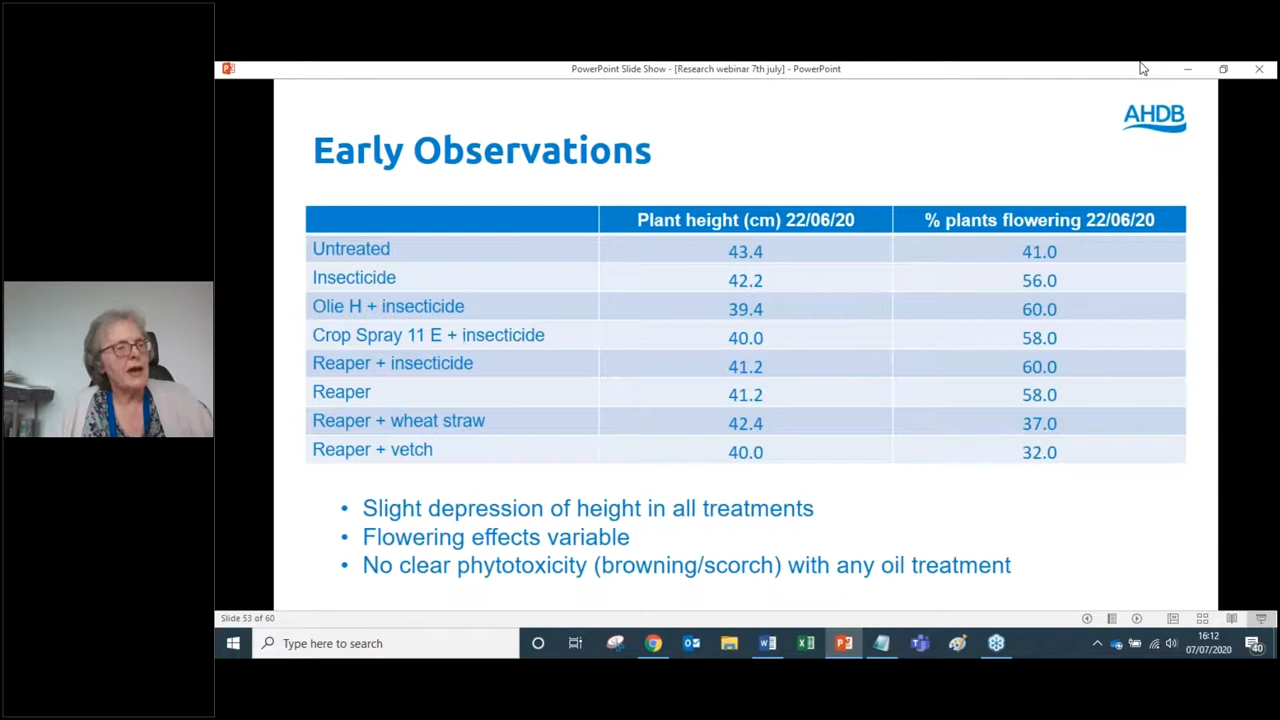 PowerPoint Slide Show - [Research webinar 7th july] - PowerPoint
AHDB
Early Observations
Plant height (cm) 22/06/20 % plants flowering 22/06/20
Untreated 43.4 41.0
Insecticide 42.2 56.0
Olie H + insecticide 39.4 60.0
Crop Spray 11 E + insecticide 40.0 58.0
Reaper + insecticide 41.2 60.0
Reaper 41.2 58.0
Reaper + wheat straw 42.4 37.0
Reaper + vetch 40.0 32.0
• Slight depression of height in all treatments
• Flowering effects variable
• No clear phytotoxicity (browning/scorch) with any oil treatment
Slide 53 of 60
Type here to search
16:12
07/07/2020
40